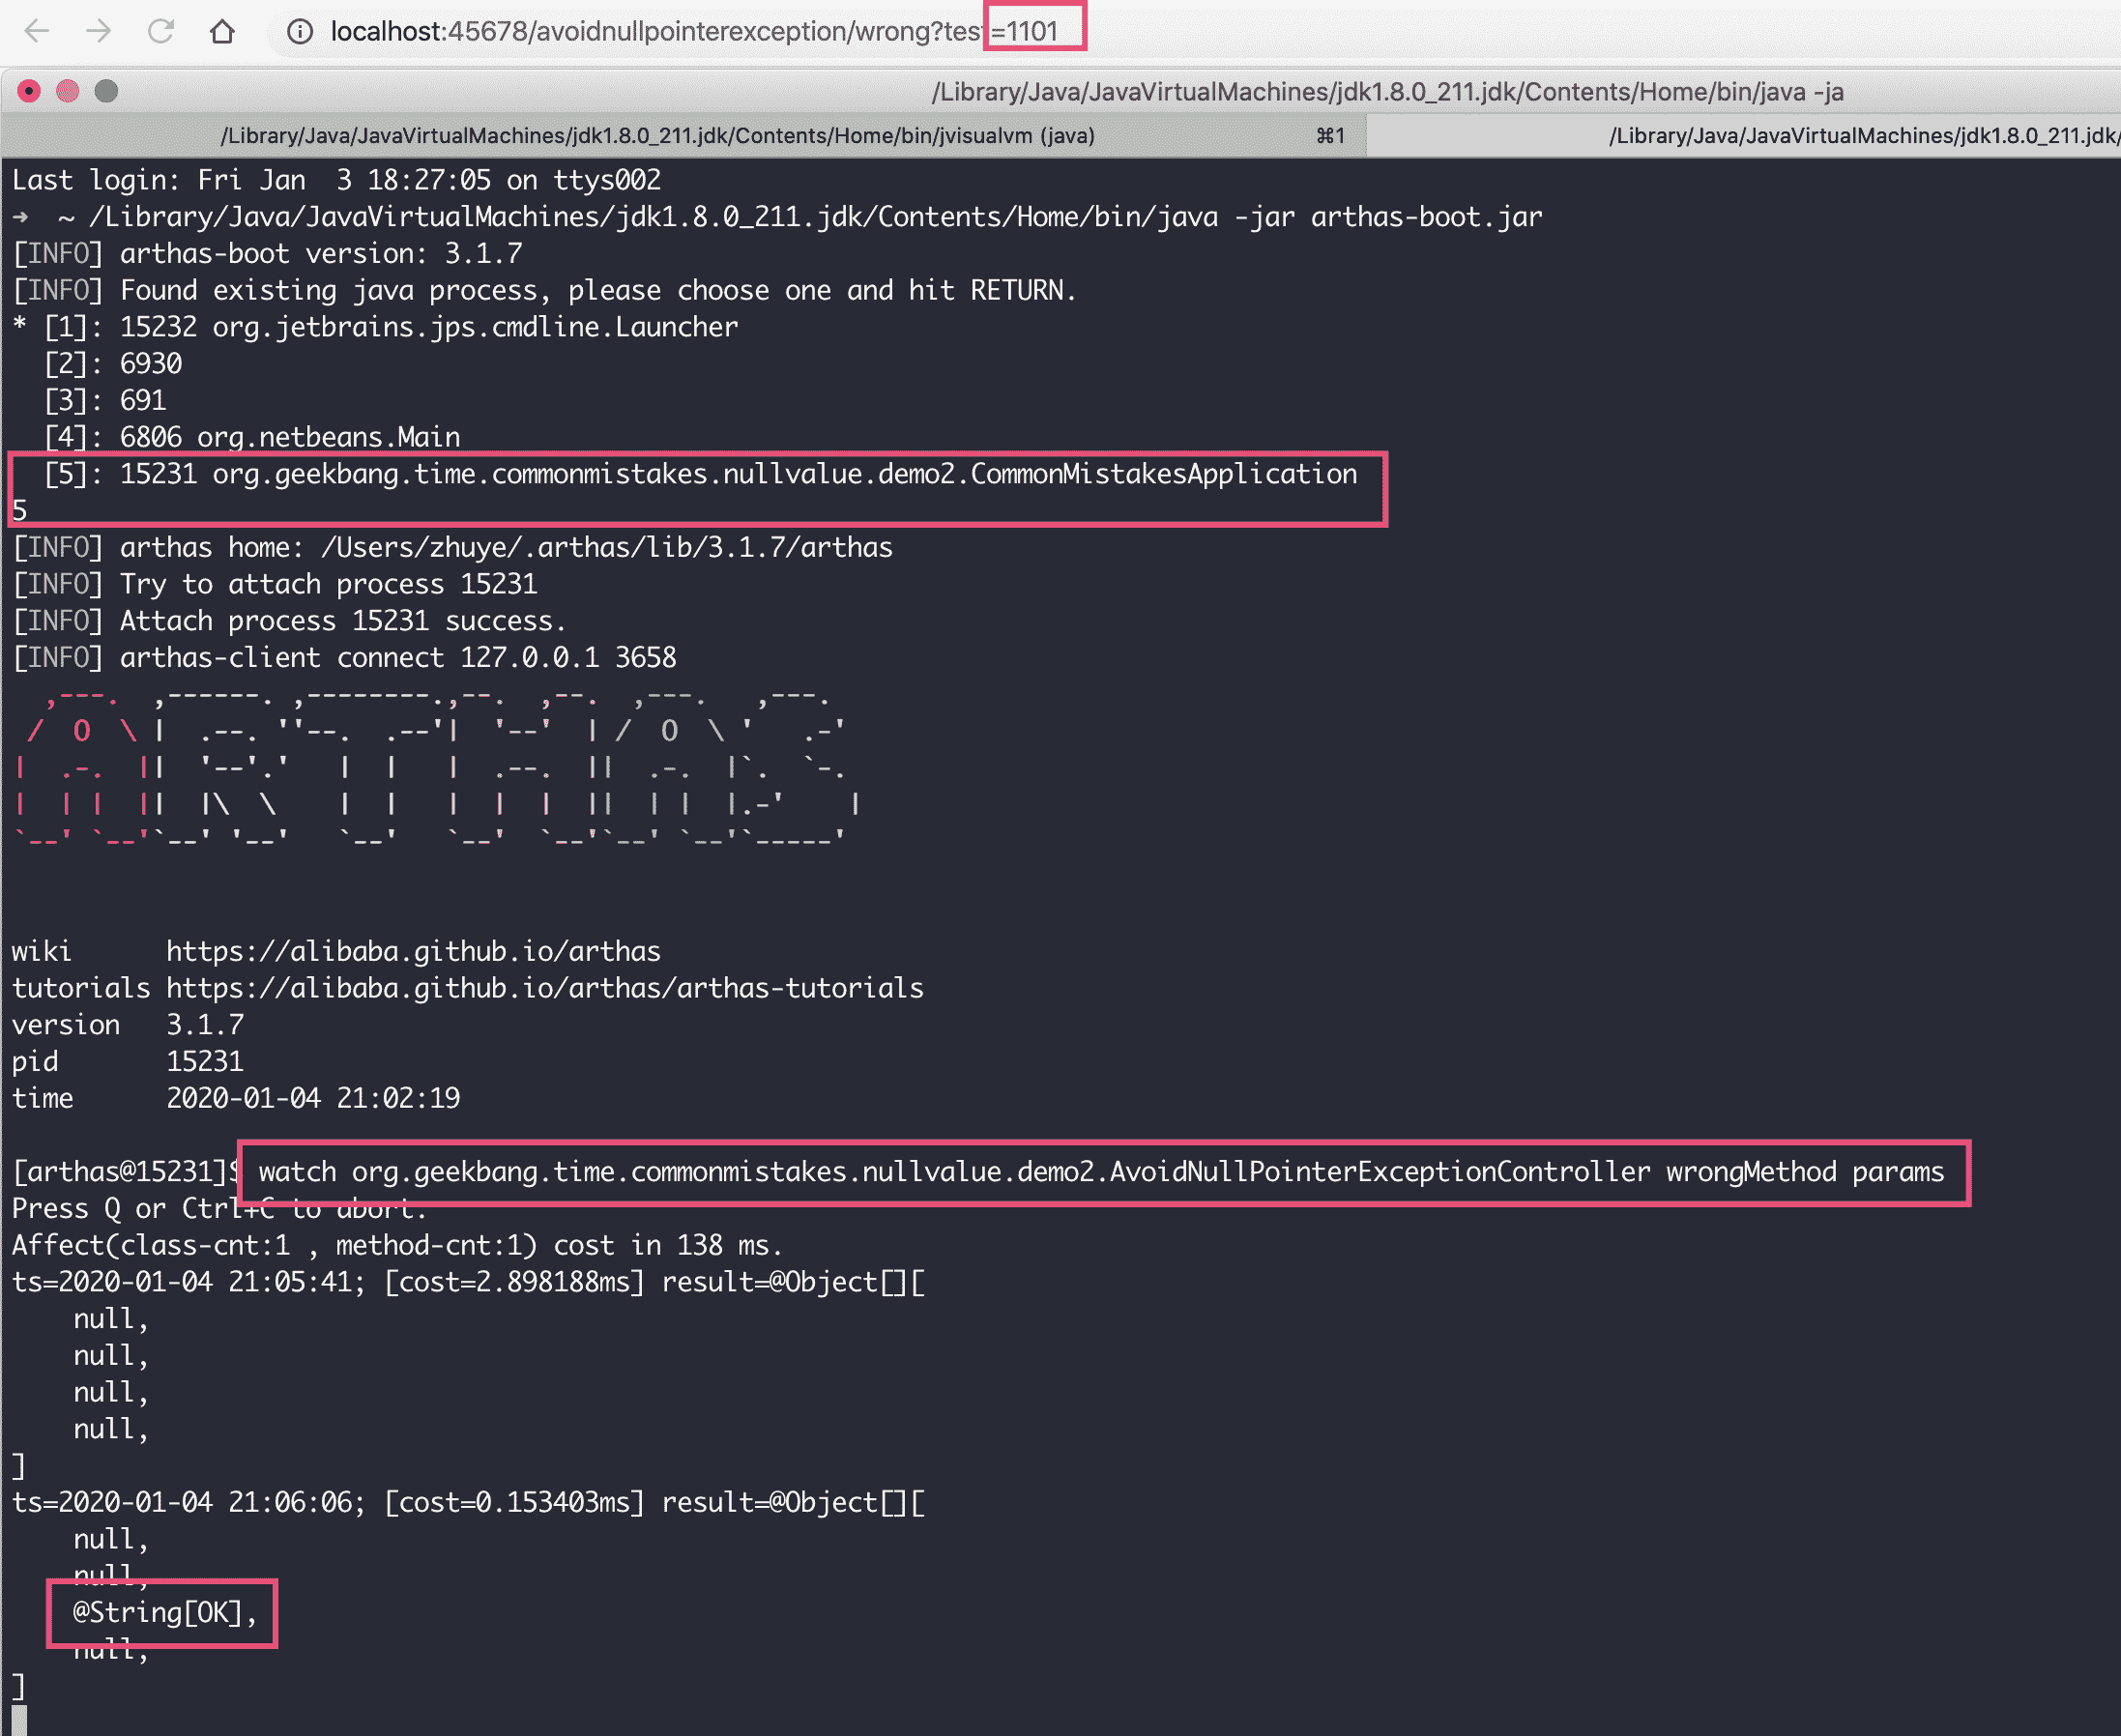 localhost:45678/avoidnullpointerexception/wrong?test=1101
/Library/Java/JavaVirtualMachines/jdk1.8.0_211.jdk/Contents/Home/bin/java -ja
/Library/Java/JavaVirtualMachines/jdk1.8.0_211.jdk/Contents/Home/bin/jvisualvm (java) ⌘1 /Library/Java/JavaVirtualMachines/jdk1.8.0_211.jdk/
Last login: Fri Jan  3 18:27:05 on ttys002
➜  ~ /Library/Java/JavaVirtualMachines/jdk1.8.0_211.jdk/Contents/Home/bin/java -jar arthas-boot.jar
[INFO] arthas-boot version: 3.1.7
[INFO] Found existing java process, please choose one and hit RETURN.
* [1]: 15232 org.jetbrains.jps.cmdline.Launcher
  [2]: 6930
  [3]: 691
  [4]: 6806 org.netbeans.Main
  [5]: 15231 org.geekbang.time.commonmistakes.nullvalue.demo2.CommonMistakesApplication
5
[INFO] arthas home: /Users/zhuye/.arthas/lib/3.1.7/arthas
[INFO] Try to attach process 15231
[INFO] Attach process 15231 success.
[INFO] arthas-client connect 127.0.0.1 3658
ARTHAS
wiki      https://alibaba.github.io/arthas
tutorials https://alibaba.github.io/arthas/arthas-tutorials
version   3.1.7
pid       15231
time      2020-01-04 21:02:19
[arthas@15231]$ watch org.geekbang.time.commonmistakes.nullvalue.demo2.AvoidNullPointerExceptionController wrongMethod params
Press Q or Ctrl+C to abort.
Affect(class-cnt:1 , method-cnt:1) cost in 138 ms.
ts=2020-01-04 21:05:41; [cost=2.898188ms] result=@Object[][
    null,
    null,
    null,
    null,
]
ts=2020-01-04 21:06:06; [cost=0.153403ms] result=@Object[][
    null,
    null,
    @String[OK],
    null,
]